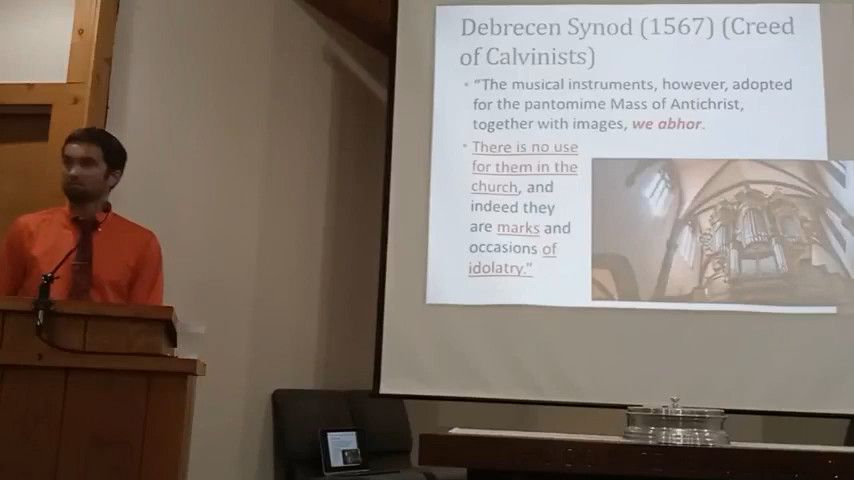 Debrecen Synod (1567) (Creed
of Calvinists)
• "The musical instruments, however, adopted
for the pantomime Mass of Antichrist,
together with images, we abhor.
• There is no use
for them in the
church, and
indeed they
are marks and
occasions of
idolatry."